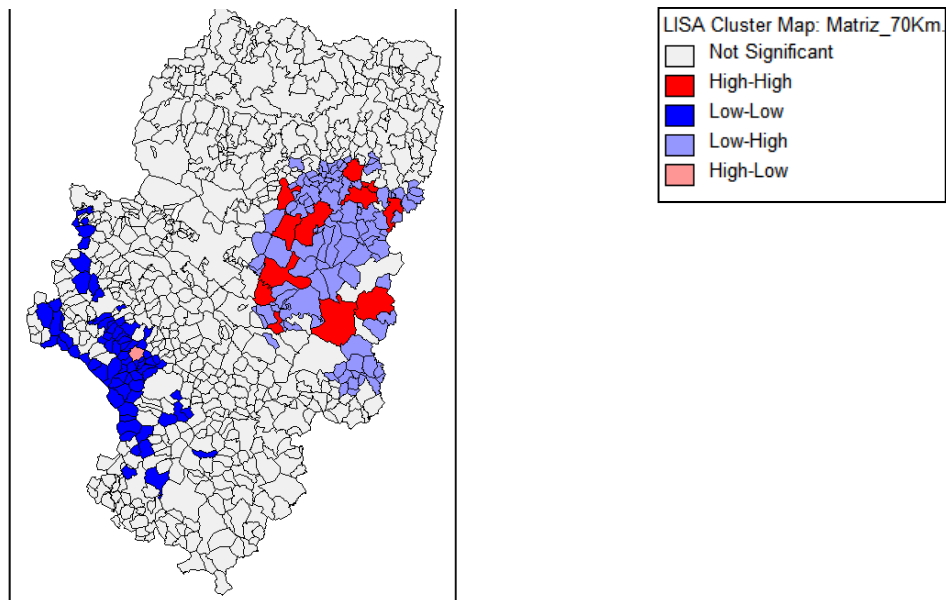 LISA Cluster Map: Matriz_70Km.
Not Significant
High-High
Low-Low
Low-High
High-Low